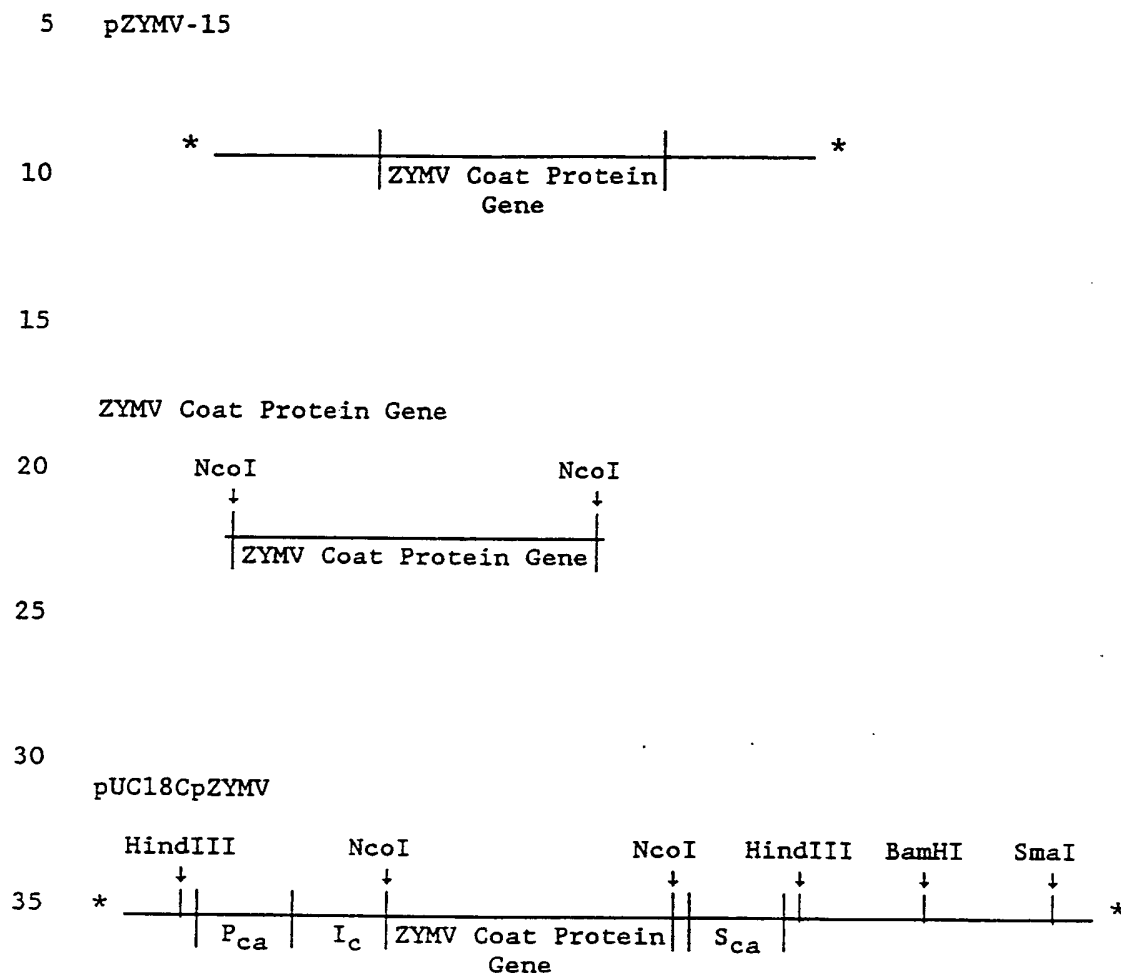 5 pZYMV-15
* *
10 ZYMV Coat Protein
Gene
15
ZYMV Coat Protein Gene
20 NcoI NcoI
↓ ↓
ZYMV Coat Protein Gene
25
30
pUC18CpZYMV
HindIII NcoI NcoI HindIII BamHI SmaI
↓ ↓ ↓ ↓ ↓ ↓
35 * *
Pca Ic ZYMV Coat Protein Sca
Gene